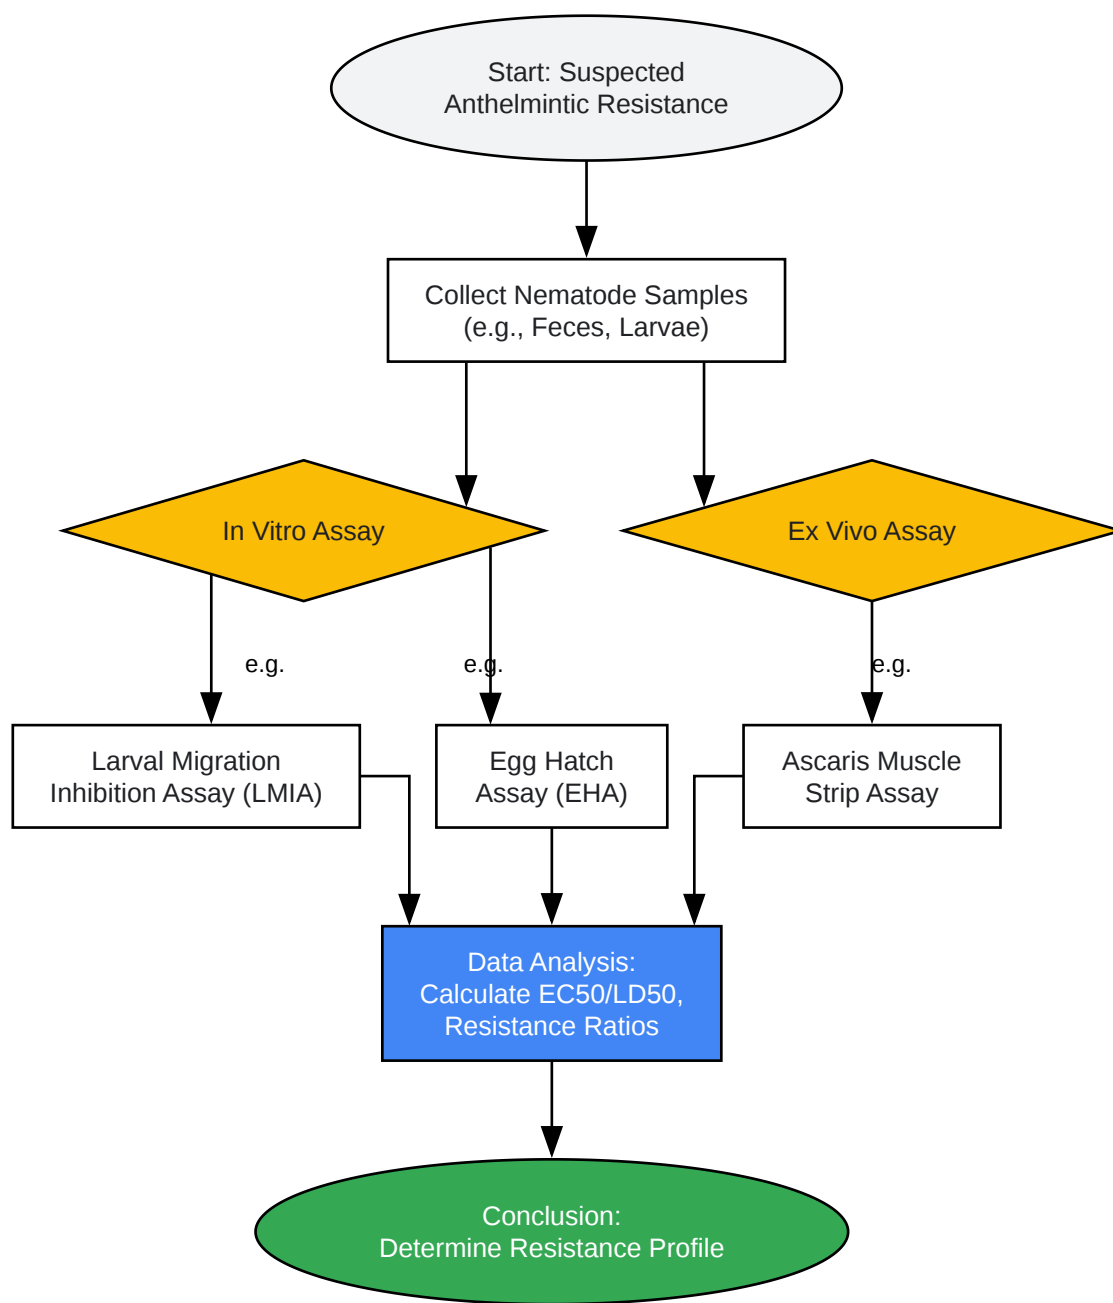 Start: Suspected
Anthelmintic Resistance
Collect Nematode Samples
(e.g., Feces, Larvae)
In Vitro Assay
Ex Vivo Assay
e.g.
e.g.
e.g.
Larval Migration
Inhibition Assay (LMIA)
Egg Hatch
Assay (EHA)
Ascaris Muscle
Strip Assay
Data Analysis:
Calculate EC50/LD50,
Resistance Ratios
Conclusion:
Determine Resistance Profile